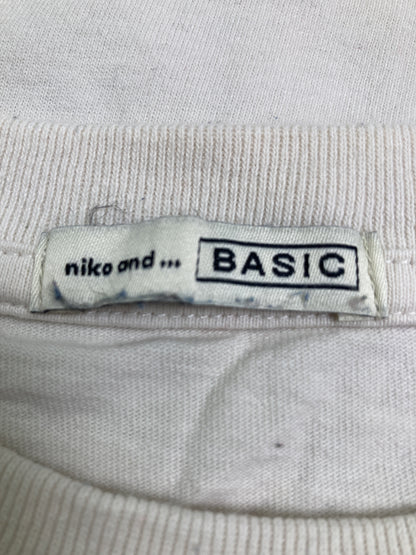 niko and ... BASIC